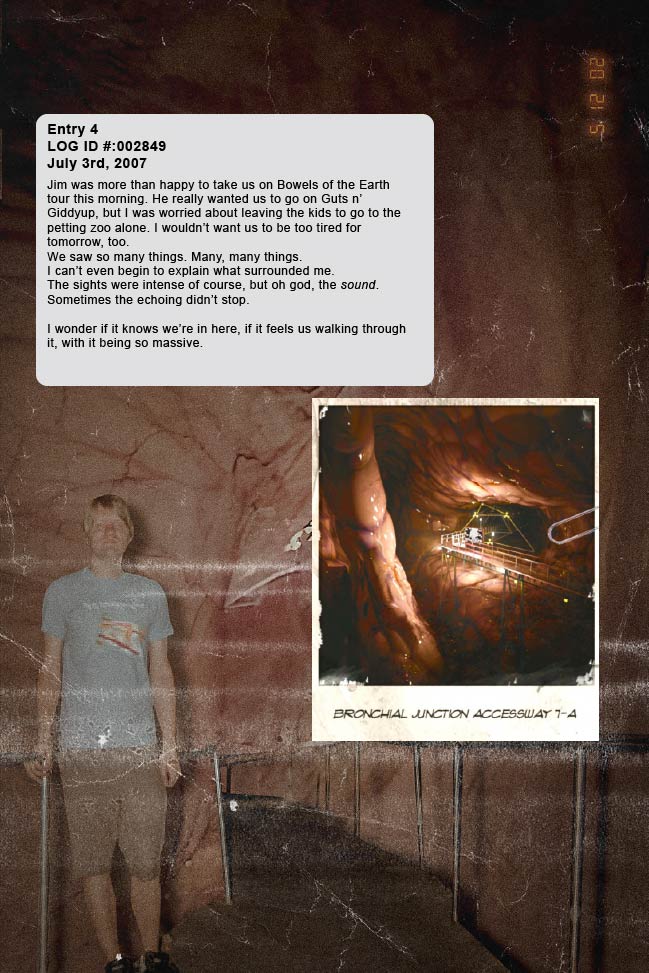 5 12 02
Entry 4
LOG ID #:002849
July 3rd, 2007
Jim was more than happy to take us on Bowels of the Earth
tour this morning. He really wanted us to go on Guts n'
Giddyup, but I was worried about leaving the kids to go to the
petting zoo alone. I wouldn't want us to be too tired for
tomorrow, too.
We saw so many things. Many, many things.
I can't even begin to explain what surrounded me.
The sights were intense of course, but oh god, the sound.
Sometimes the echoing didn't stop.
I wonder if it knows we're in here, if it feels us walking through
it, with it being so massive.
BRONCHIAL JUNCTION ACCESSWAY 7-A